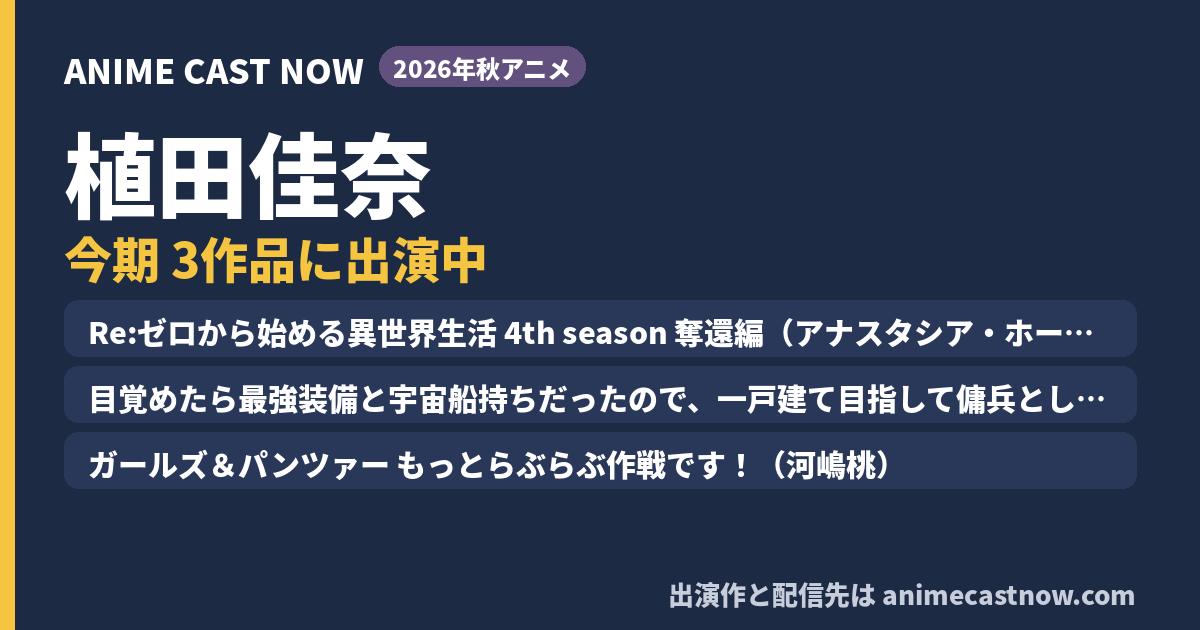 ANIME CAST NOW 2026年秋アニメ
植田佳奈
今期 3作品に出演中
Re:ゼロから始める異世界生活 4th season 奪還編（アナスタシア・ホー…
目覚めたら最強装備と宇宙船持ちだったので、一戸建て目指して傭兵とし…
ガールズ＆パンツァー もっとらぶらぶ作戦です！（河嶋桃）
出演作と配信先は animecastnow.com